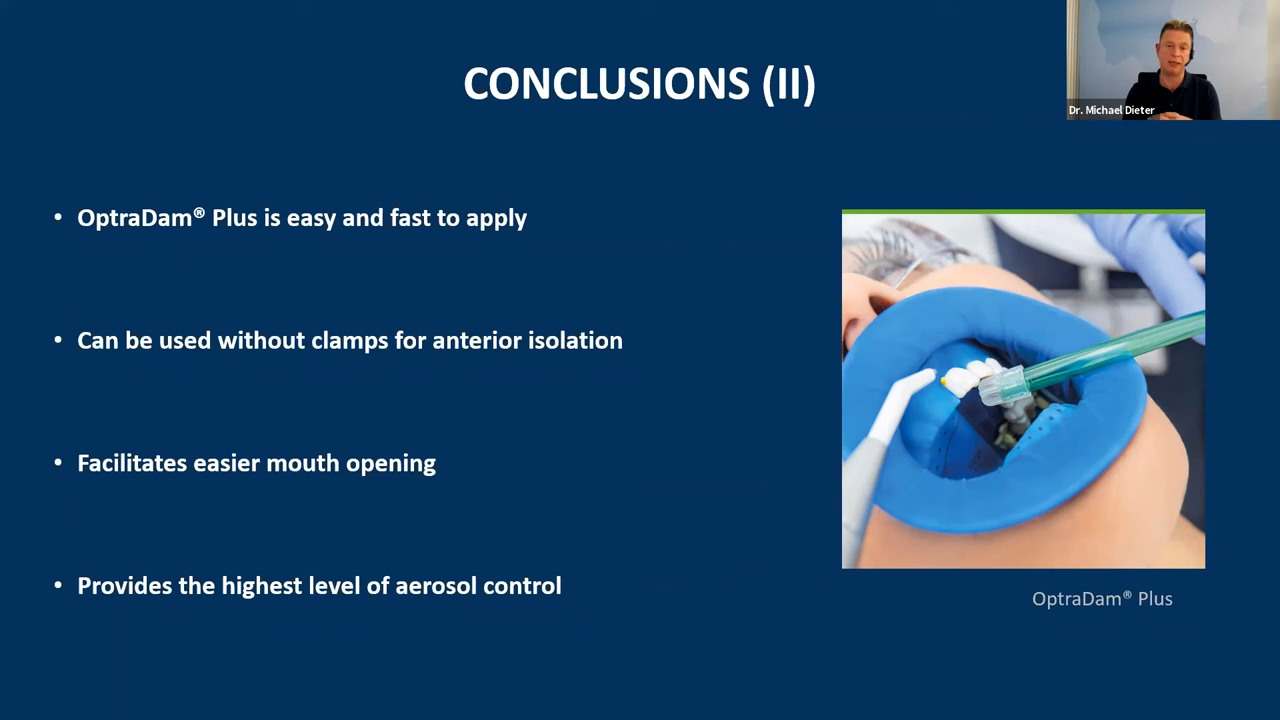 CONCLUSIONS (II)
Dr. Michael Dieter
• OptraDam® Plus is easy and fast to apply
• Can be used without clamps for anterior isolation
• Facilitates easier mouth opening
• Provides the highest level of aerosol control
OptraDam® Plus